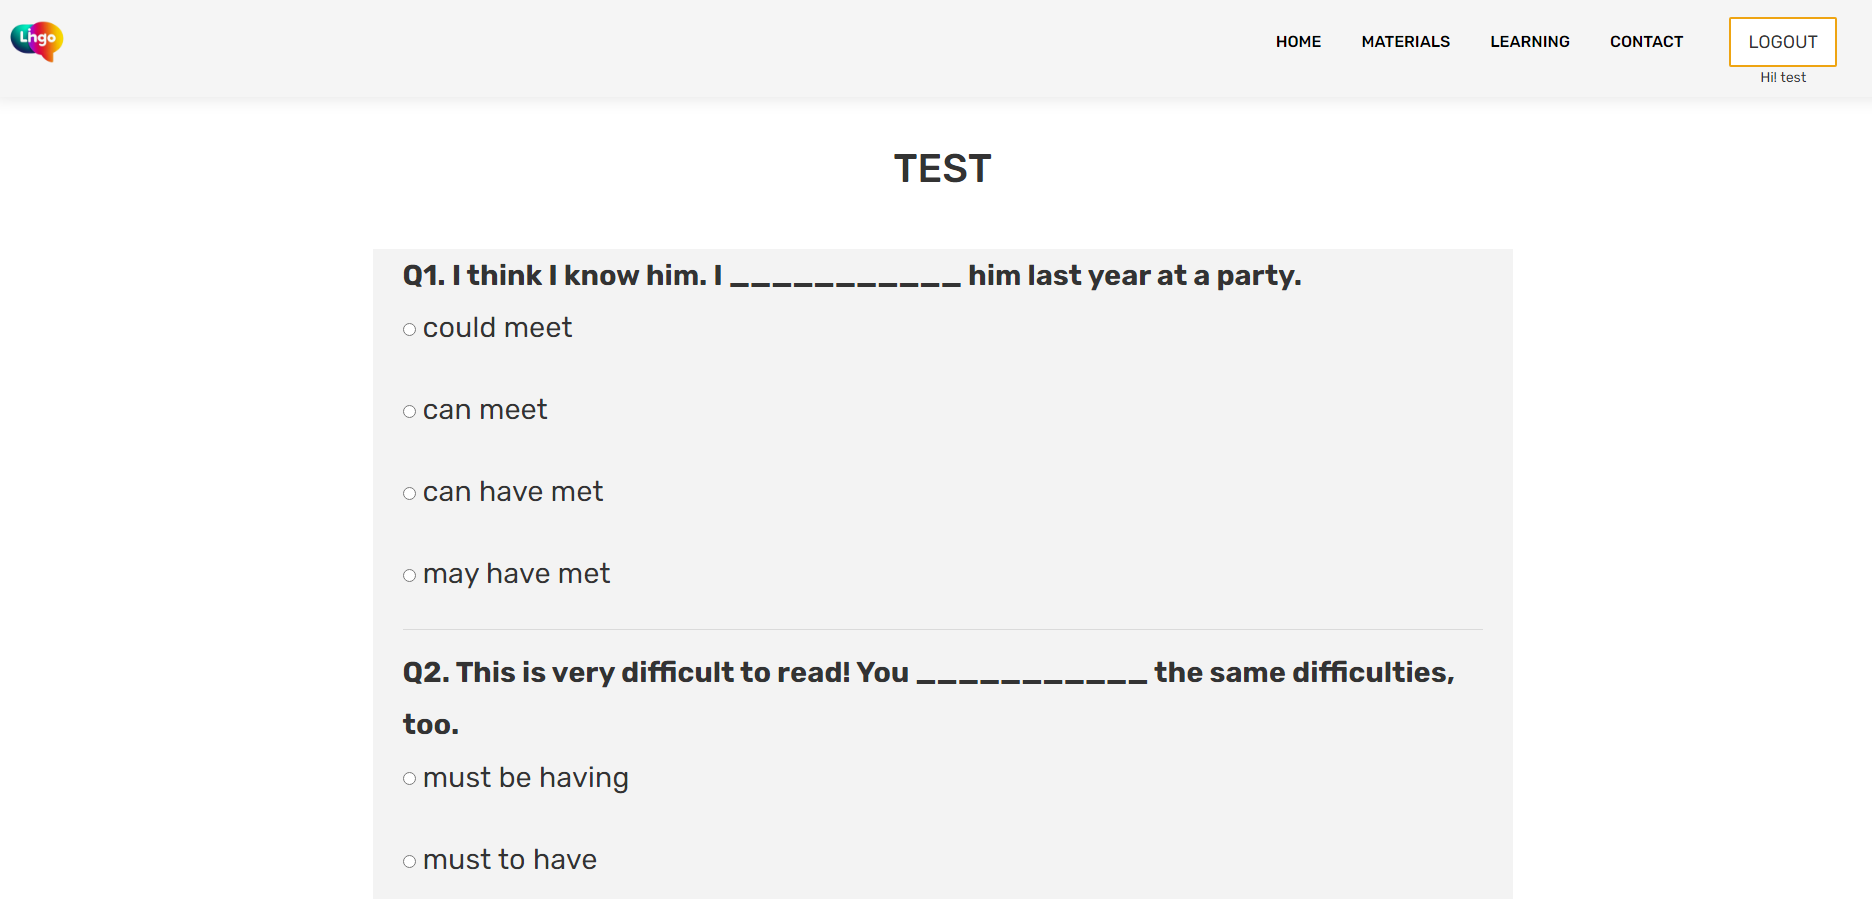 Lingo
HOME MATERIALS LEARNING CONTACT LOGOUT
Hi! test
TEST
Q1. I think I know him. I ___________ him last year at a party.
could meet
can meet
can have met
may have met
Q2. This is very difficult to read! You ___________ the same difficulties,
too.
must be having
must to have